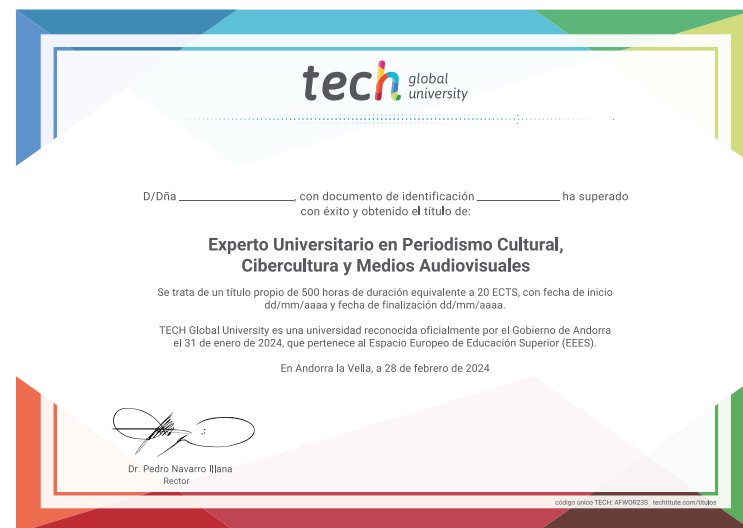 tech global university
D/Dña ________________, con documento de identificación ____________ ha superado
con éxito y obtenido el título de:
Experto Universitario en Periodismo Cultural,
Cibercultura y Medios Audiovisuales
Se trata de un título propio de 500 horas de duración equivalente a 20 ECTS, con fecha de inicio
dd/mm/aaaa y fecha de finalización dd/mm/aaaa.
TECH Global University es una universidad reconocida oficialmente por el Gobierno de Andorra
el 31 de enero de 2024, que pertenece al Espacio Europeo de Educación Superior (EEES).
En Andorra la Vella, a 28 de febrero de 2024
Dr. Pedro Navarro Illana
Rector
código único TECH: AFWOR23S techtitute.com/titulos